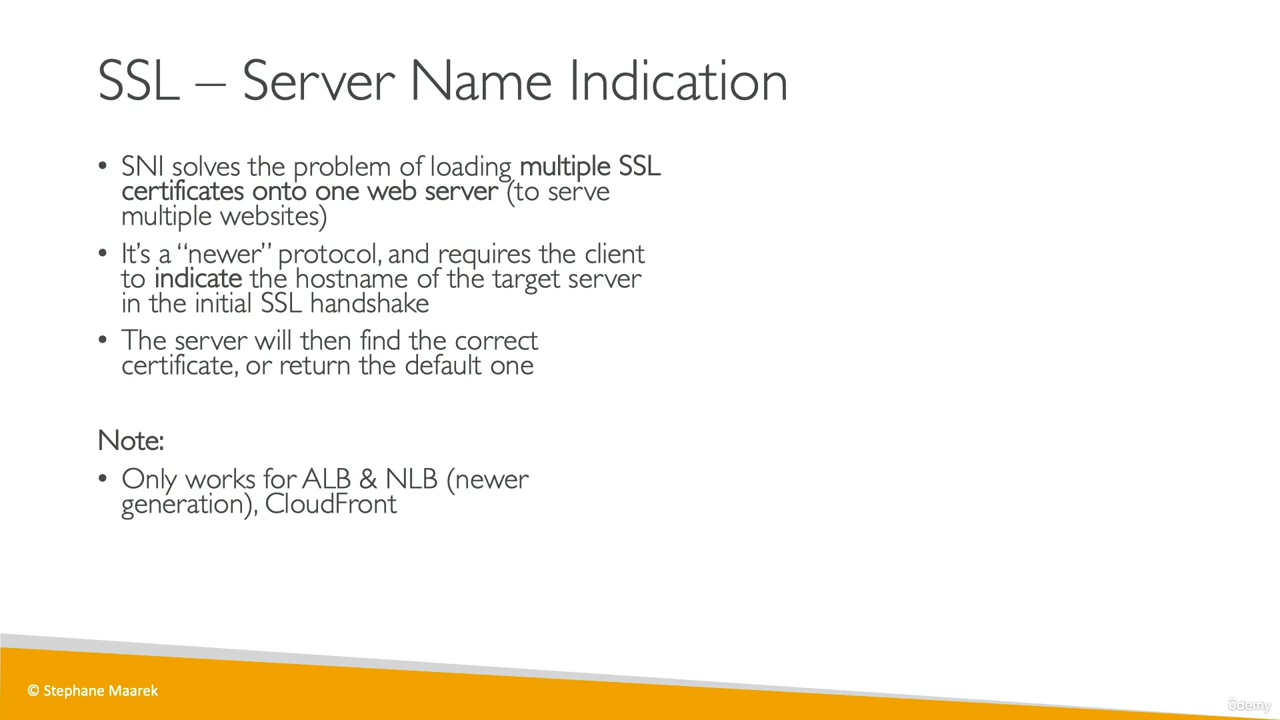 SSL – Server Name Indication
• SNI solves the problem of loading multiple SSL
certificates onto one web server (to serve
multiple websites)
• It's a “newer” protocol, and requires the client
to indicate the hostname of the target server
in the initial SSL handshake
• The server will then find the correct
certificate, or return the default one
Note:
• Only works for ALB & NLB (newer
generation), CloudFront
© Stephane Maarek
ûdemy